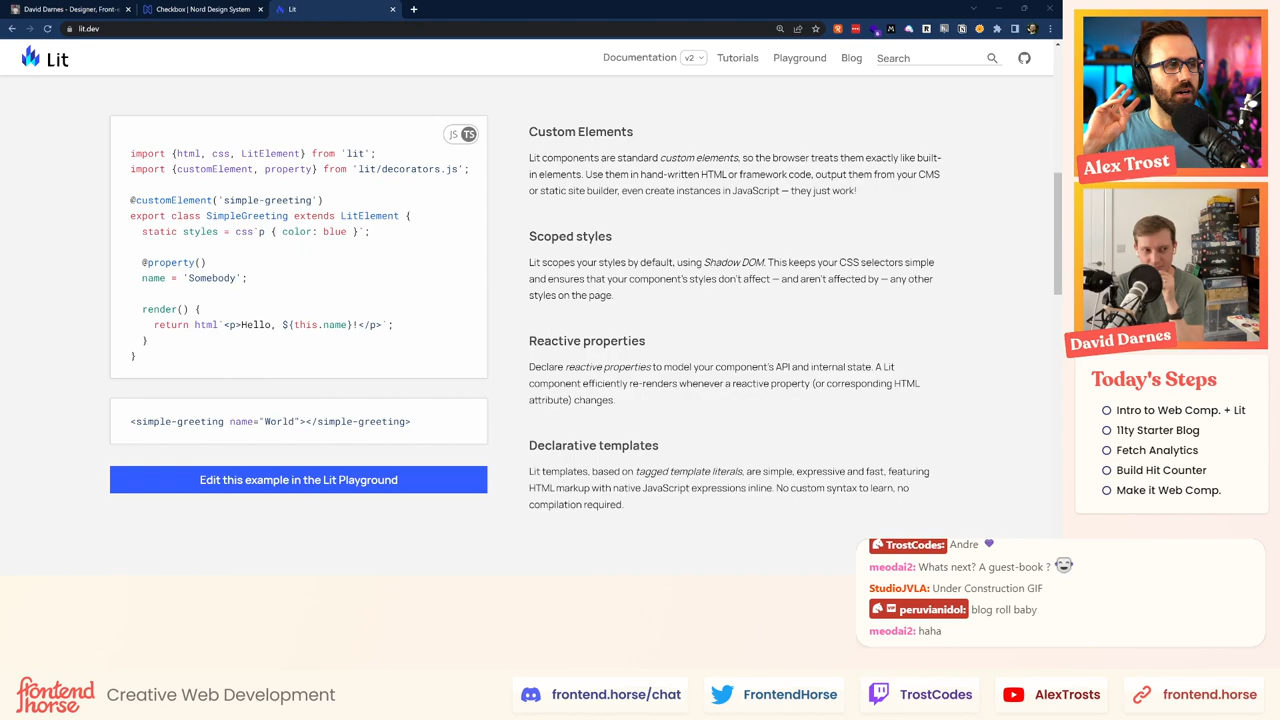 David Darnes - Designer, Front-e
Checkbox | Nord Design System
Lit
lit.dev
Lit
Documentation v2 Tutorials Playground Blog Search
JS TS
import {html, css, LitElement} from 'lit';
import {customElement, property} from 'lit/decorators.js';
@customElement('simple-greeting')
export class SimpleGreeting extends LitElement {
static styles = css`p { color: blue }`;
@property()
name = 'Somebody';
render() {
return html`<p>Hello, ${this.name}!</p>`;
}
}
<simple-greeting name="World"></simple-greeting>
Edit this example in the Lit Playground
Custom Elements
Lit components are standard custom elements, so the browser treats them exactly like built-
in elements. Use them in hand-written HTML or framework code, output them from your CMS
or static site builder, even create instances in JavaScript — they just work!
Scoped styles
Lit scopes your styles by default, using Shadow DOM. This keeps your CSS selectors simple
and ensures that your component's styles don't affect — and aren't affected by — any other
styles on the page.
Reactive properties
Declare reactive properties to model your component's API and internal state. A Lit
component efficiently re-renders whenever a reactive property (or corresponding HTML
attribute) changes.
Declarative templates
Lit templates, based on tagged template literals, are simple, expressive and fast, featuring
HTML markup with native JavaScript expressions inline. No custom syntax to learn, no
compilation required.
Alex Trost
David Darnes
Today's Steps
Intro to Web Comp. + Lit
11ty Starter Blog
Fetch Analytics
Build Hit Counter
Make it Web Comp.
TrostCodes: Andre
meodai2: Whats next? A guest-book ?
StudioJVLA: Under Construction GIF
peruvianidol: blog roll baby
meodai2: haha
frontend horse
Creative Web Development
frontend.horse/chat
FrontendHorse
TrostCodes
AlexTrosts
frontend.horse